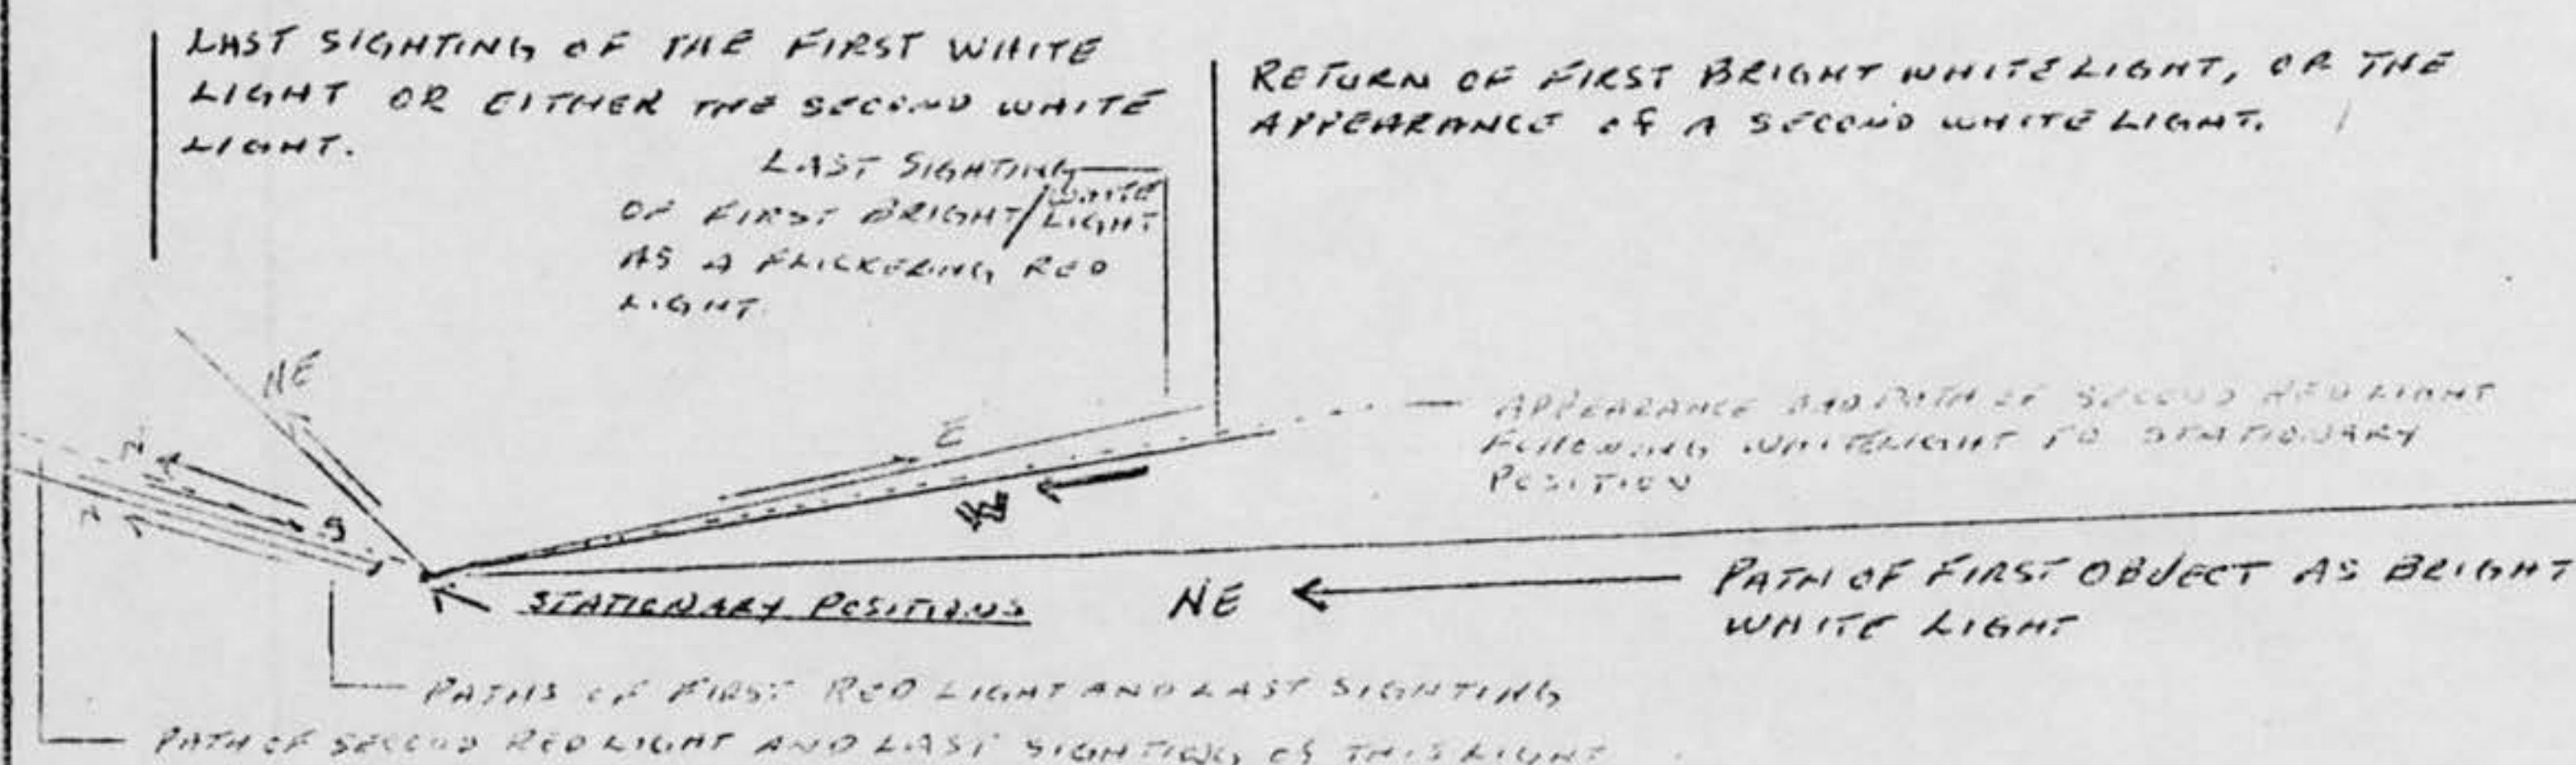 LAST SIGHTING OF THE FIRST WHITE
LIGHT OR EITHER THE SECOND WHITE
LIGHT.
RETURN OF FIRST BRIGHT WHITE LIGHT, OR THE
APPEARANCE OF A SECOND WHITE LIGHT.
LAST SIGHTING
OF FIRST BRIGHT/WHITE LIGHT
AS A FLICKERING RED
LIGHT
NE
N
S
N
E
W
APPEARANCE AND PATH OF SECOND RED LIGHT
FOLLOWING WHITE LIGHT TO STATIONARY
POSITION
STATIONARY POSITIONS
NE
PATH OF FIRST OBJECT AS BRIGHT
WHITE LIGHT
PATHS OF FIRST RED LIGHT AND LAST SIGHTING
PATH OF SECOND RED LIGHT AND LAST SIGHTING OF THIS LIGHT